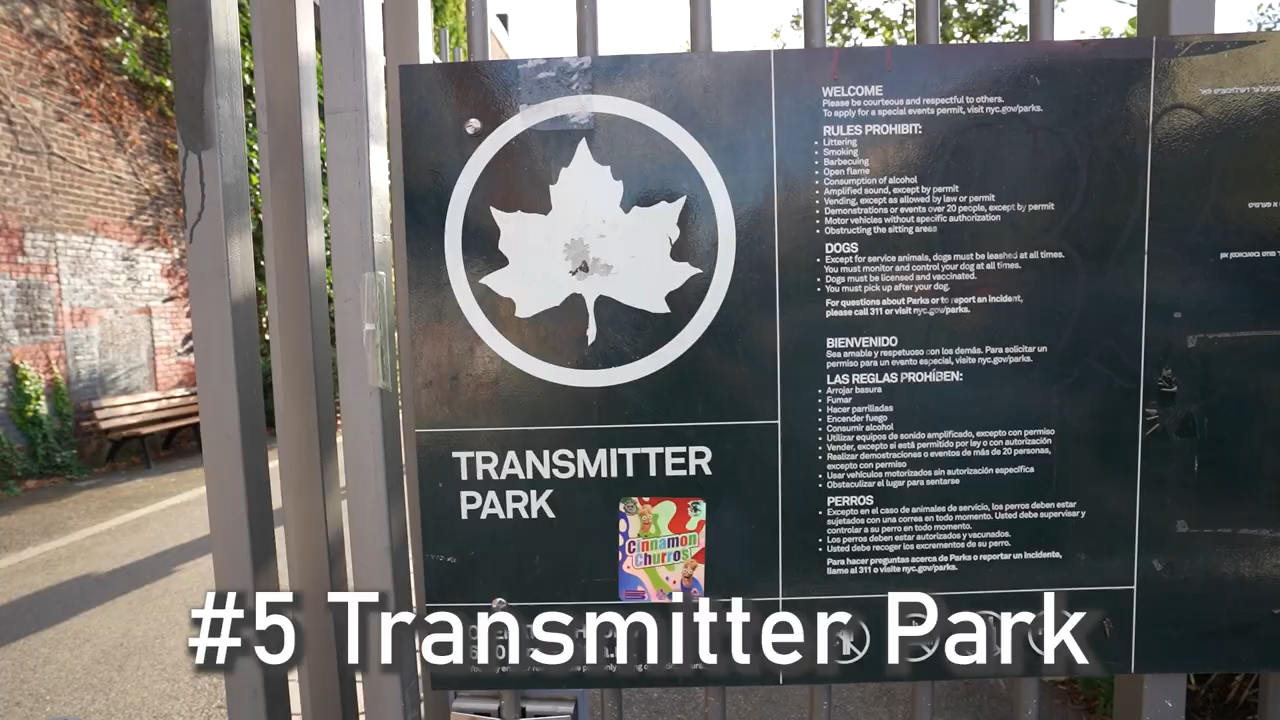 TRANSMITTER
PARK
Cinnamon
Churros
WELCOME
Please be courteous and respectful to others.
To apply for a special events permit, visit nyc.gov/parks.
RULES PROHIBIT:
• Littering
• Smoking
• Barbecuing
• Open flame
• Consumption of alcohol
• Amplified sound, except by permit
• Vending, except as allowed by law or permit
• Demonstrations or events over 20 people, except by permit
• Motor vehicles without specific authorization
• Obstructing the sitting areas
DOGS
• Except for service animals, dogs must be leashed at all times.
You must monitor and control your dog at all times.
• Dogs must be licensed and vaccinated.
• You must pick up after your dog.
For questions about Parks or to report an incident,
please call 311 or visit nyc.gov/parks.
BIENVENIDO
Sea amable y respetuoso con los demás. Para solicitar un
permiso para un evento especial, visite nyc.gov/parks.
LAS REGLAS PROHÍBEN:
• Arrojar basura
• Fumar
• Hacer parrilladas
• Encender fuego
• Consumir alcohol
• Utilizar equipos de sonido amplificado, excepto con permiso
• Vender, excepto si está permitido por ley o con autorización
• Realizar demostraciones o eventos de más de 20 personas,
excepto con permiso
• Usar vehículos motorizados sin autorización específica
• Obstaculizar el lugar para sentarse
PERROS
• Excepto en el caso de animales de servicio, los perros deben estar
sujetados con una correa en todo momento. Usted debe supervisar y
controlar a su perro en todo momento.
• Los perros deben estar autorizados y vacunados.
• Usted debe recoger los excrementos de su perro.
Para hacer preguntas acerca de Parks o reportar un incidente,
llame al 311 o visite nyc.gov/parks.
#5 Transmitter Park